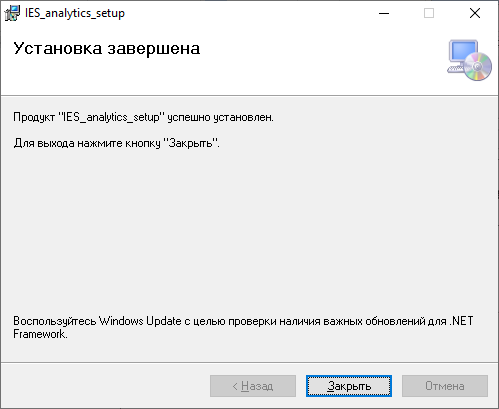 IES_analytics_setup
Установка завершена
Продукт "IES_analytics_setup" успешно установлен.
Для выхода нажмите кнопку "Закрыть".
Воспользуйтесь Windows Update с целью проверки наличия важных обновлений для .NET
Framework.
< Назад
Закрыть
Отмена